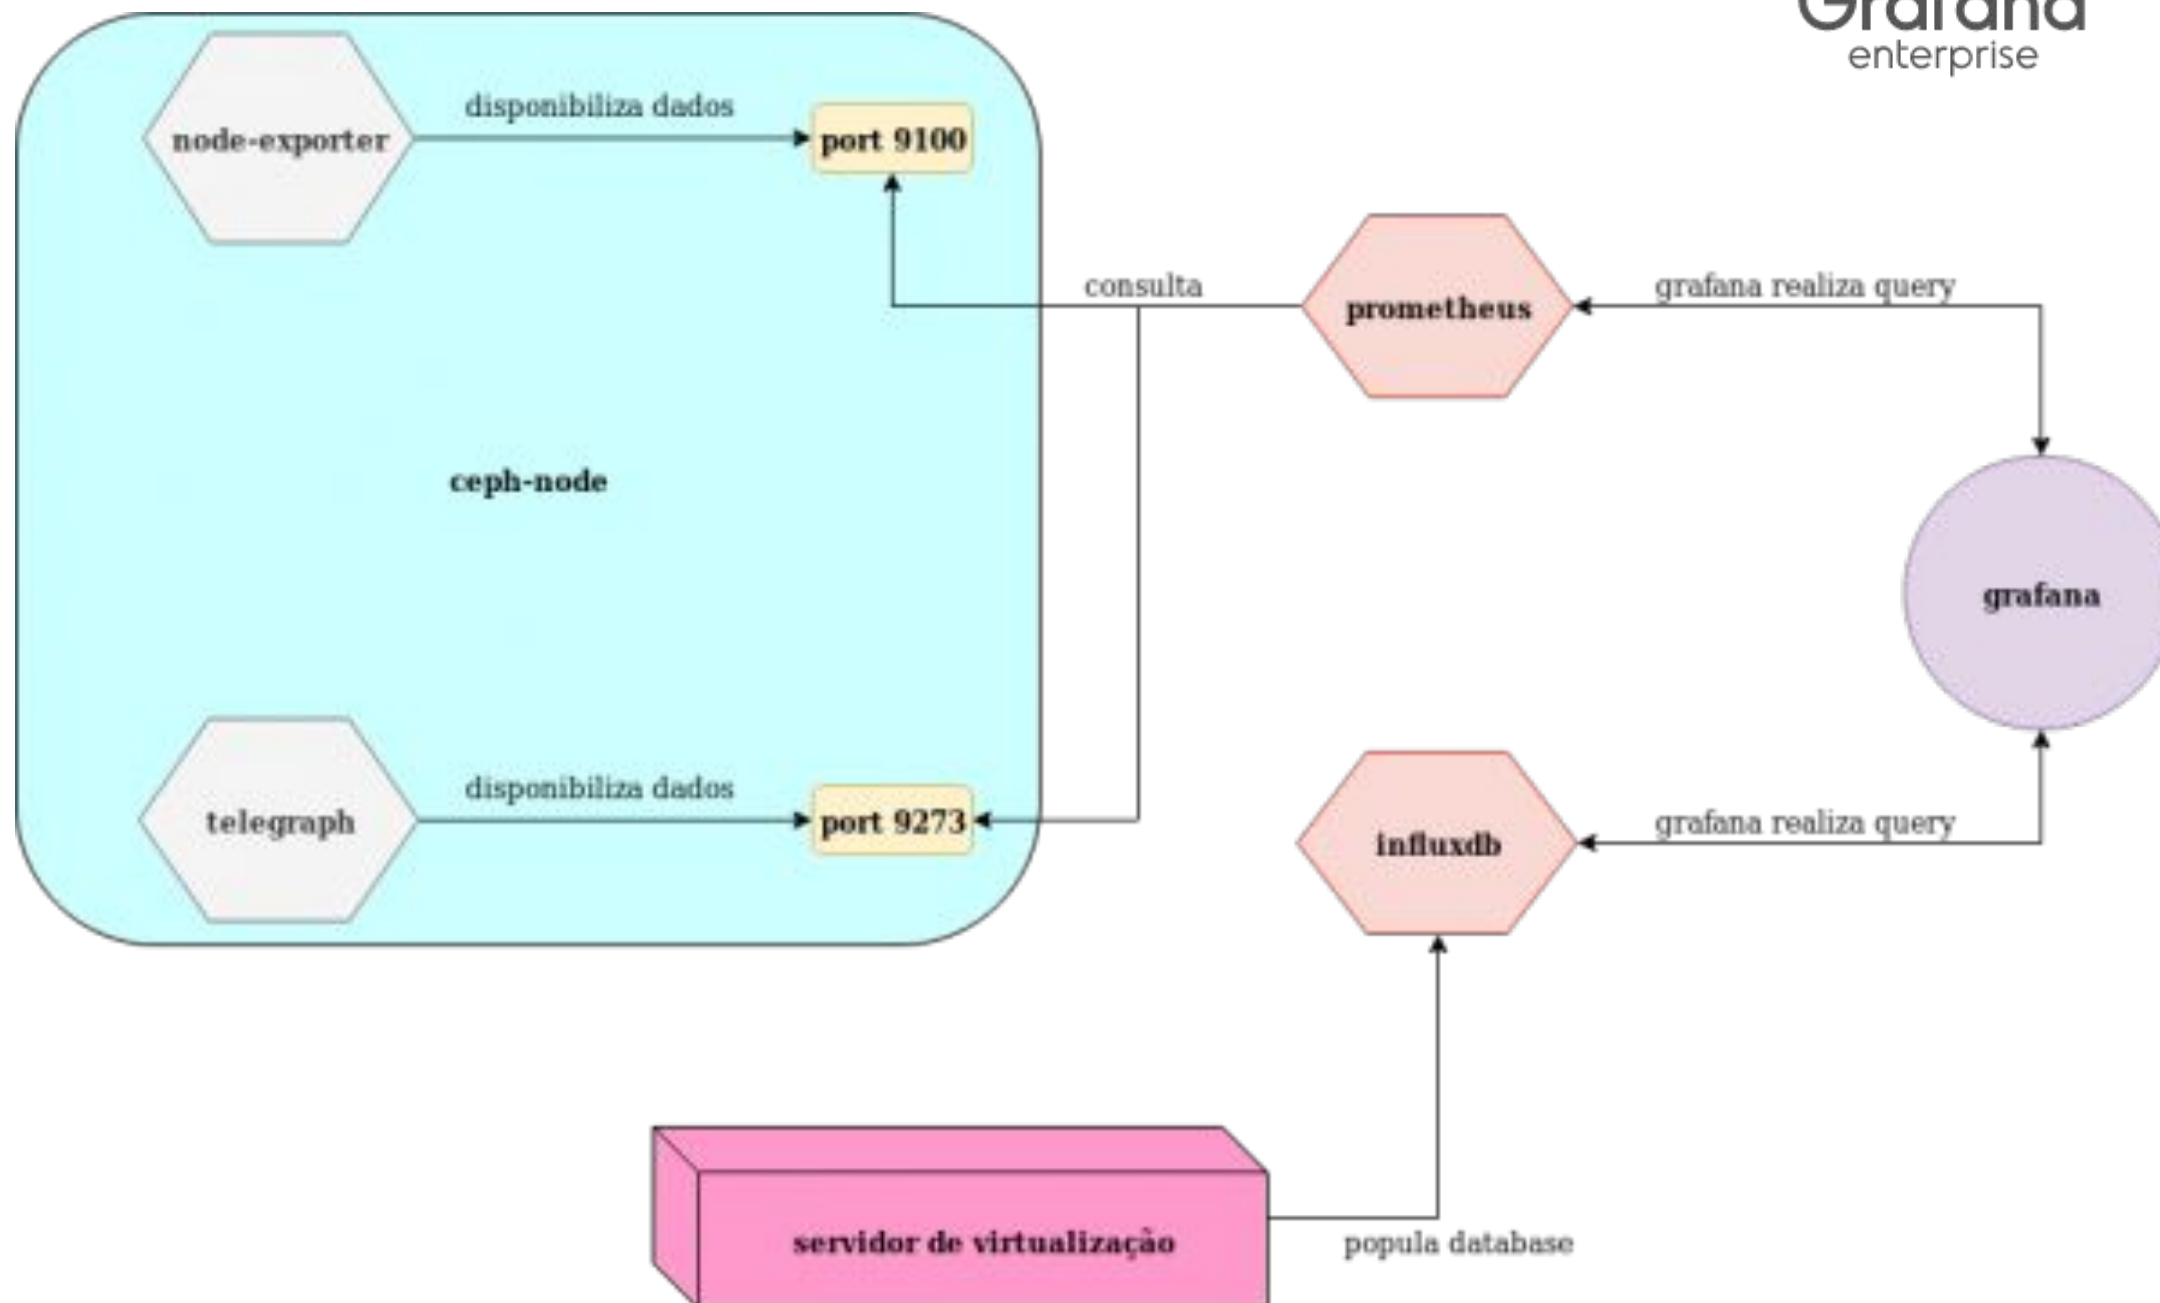 Grafana
enterprise
node-exporter
disponibiliza dados
port 9100
consulta
prometheus
grafana realiza query
ceph-node
grafana
telegraph
disponibiliza dados
port 9273
influxdb
grafana realiza query
servidor de virtualização
popula database